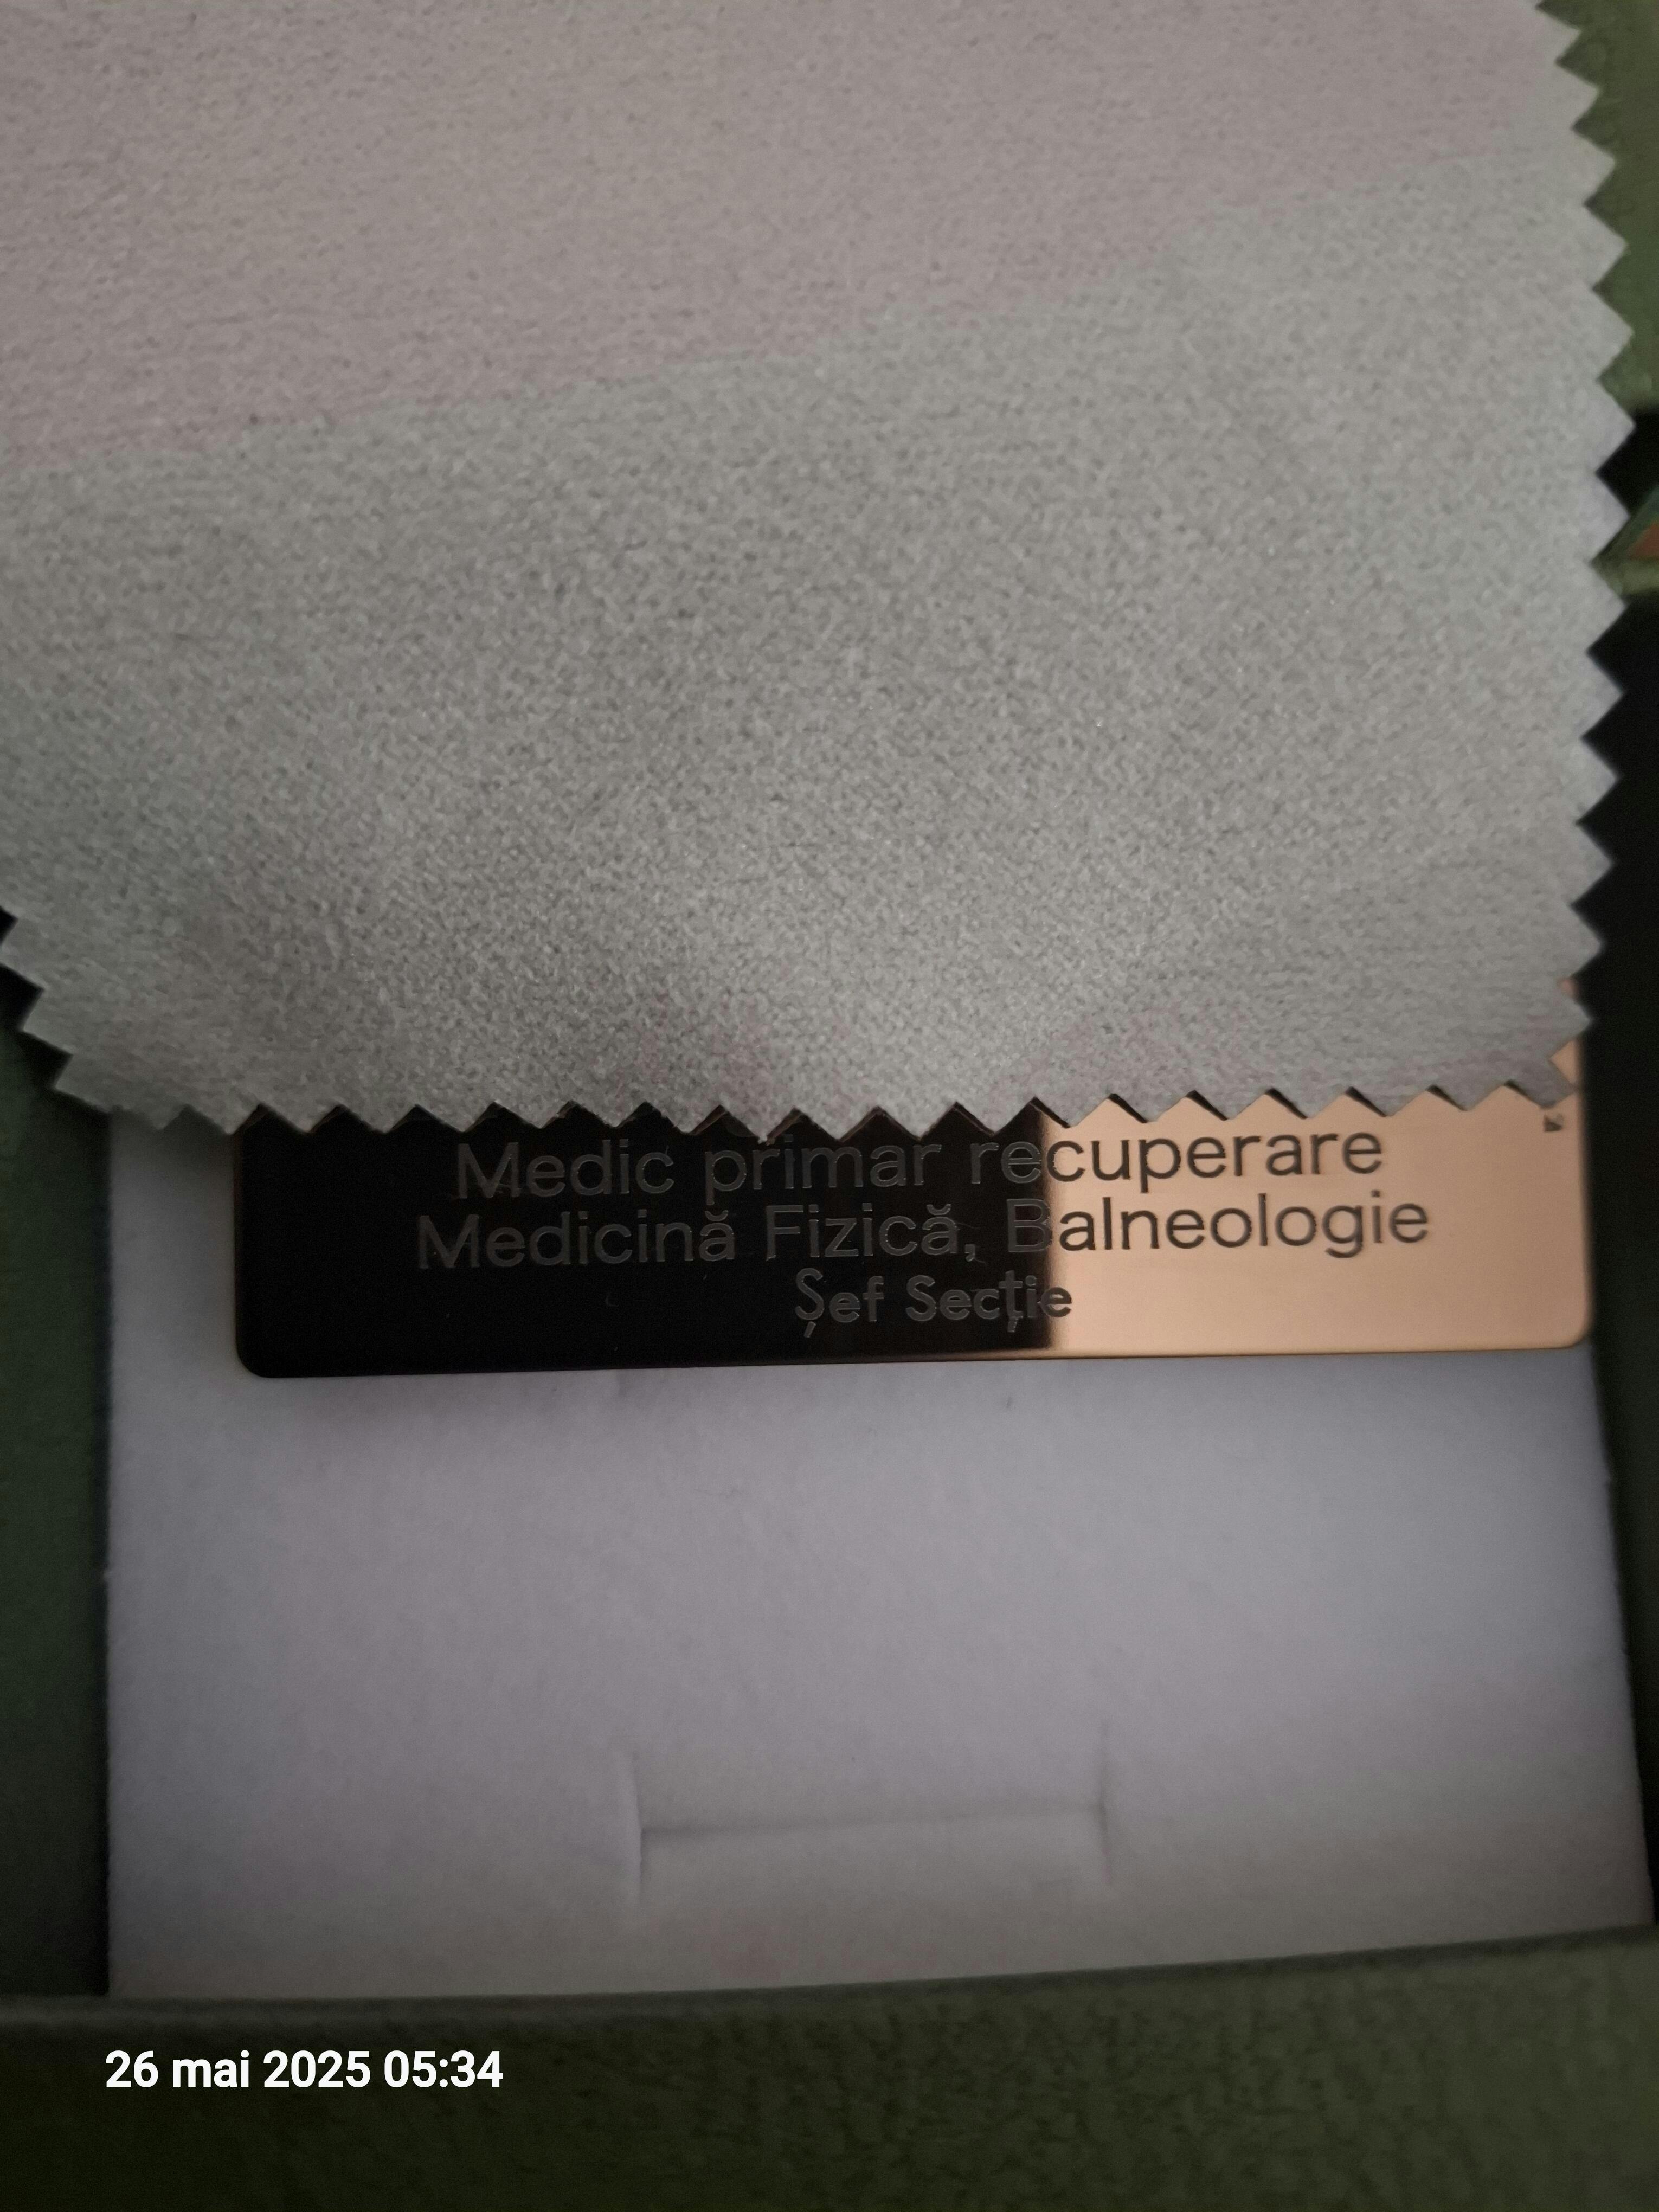 Medic primar recuperare
Medicină Fizică, Balneologie
Șef Secție
26 mai 2025 05:34